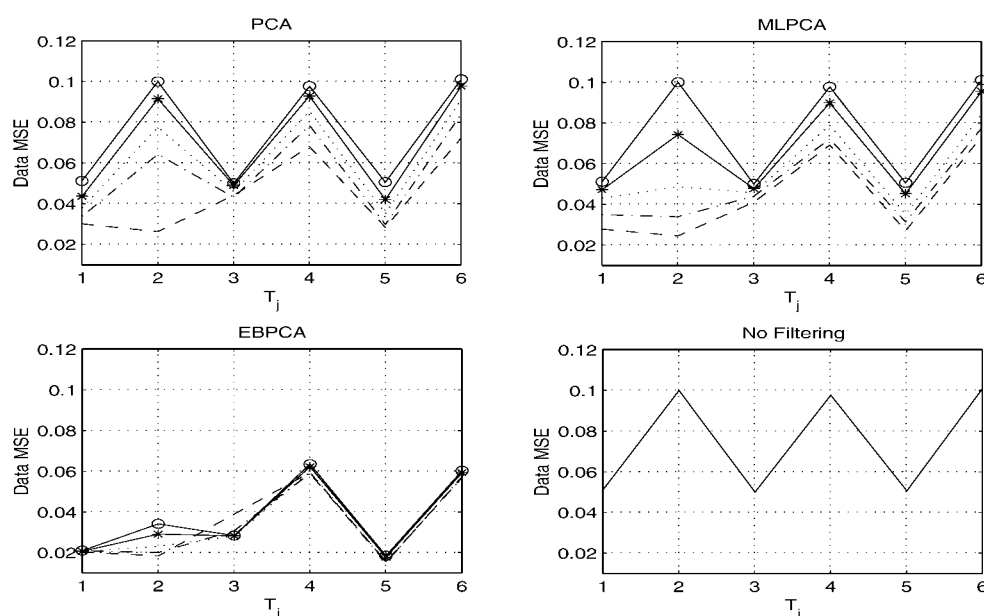 PCA
0.12
0.1
0.08
0.06
0.04
0.02
Data MSE
1 2 3 4 5 6
T_j
MLPCA
0.12
0.1
0.08
0.06
0.04
0.02
Data MSE
1 2 3 4 5 6
T_j
EBPCA
0.12
0.1
0.08
0.06
0.04
0.02
Data MSE
1 2 3 4 5 6
T_j
No Filtering
0.12
0.1
0.08
0.06
0.04
0.02
Data MSE
1 2 3 4 5 6
T_j